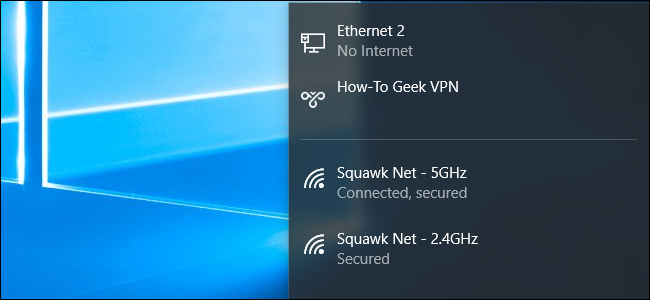 Ethernet 2
No Internet
How-To Geek VPN
Squawk Net - 5GHz
Connected, secured
Squawk Net - 2.4GHz
Secured